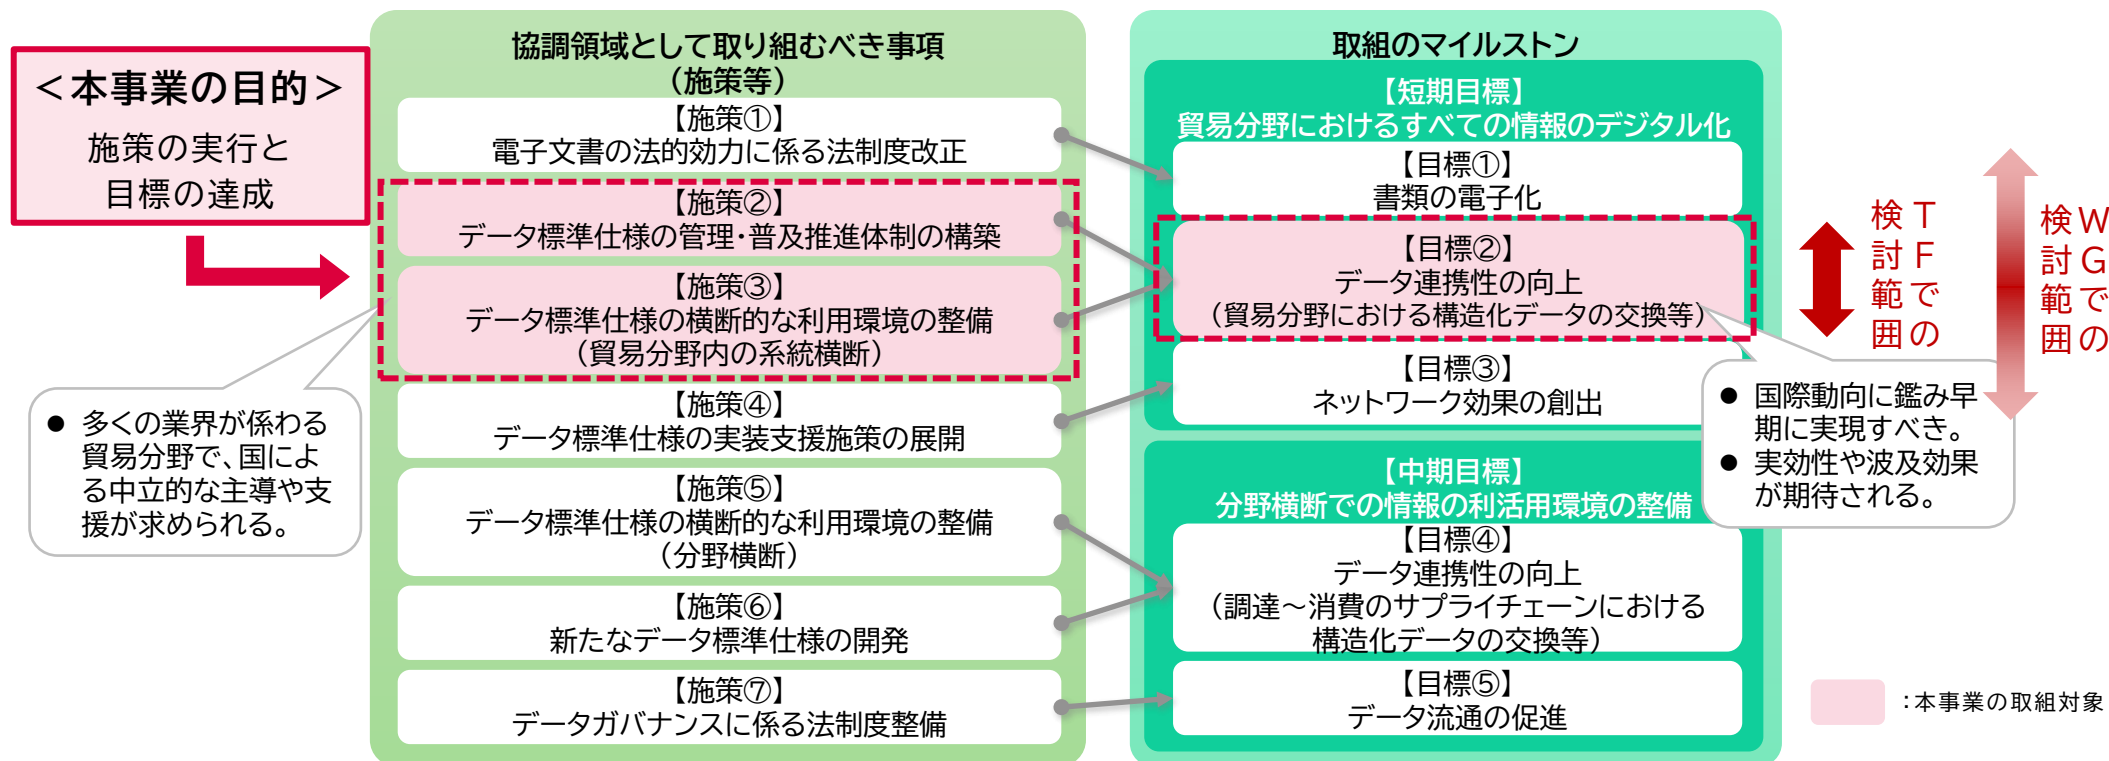 ＜本事業の目的＞
施策の実行と
目標の達成
多くの業界が係わる
貿易分野で、国によ
る中立的な主導や支
援が求められる。
協調領域として取り組むべき事項
（施策等）
【施策①】
電子文書の法的効力に係る法制度改正
【施策②】
データ標準仕様の管理・普及推進体制の構築
【施策③】
データ標準仕様の横断的な利用環境の整備
（貿易分野内の系統横断）
【施策④】
データ標準仕様の実装支援施策の展開
【施策⑤】
データ標準仕様の横断的な利用環境の整備
（分野横断）
【施策⑥】
新たなデータ標準仕様の開発
【施策⑦】
データガバナンスに係る法制度整備
取組のマイルストン
【短期目標】
貿易分野におけるすべての情報のデジタル化
【目標①】
書類の電子化
【目標②】
データ連携性の向上
（貿易分野における構造化データの交換等）
【目標③】
ネットワーク効果の創出
【中期目標】
分野横断での情報の利活用環境の整備
【目標④】
データ連携性の向上
（調達～消費のサプライチェーンにおける
構造化データの交換等）
【目標⑤】
データ流通の促進
ＴＦでの
検討範囲
ＷＧでの
検討範囲
国際動向に鑑み早
期に実現すべき。
実効性や波及効果
が期待される。
：本事業の取組対象